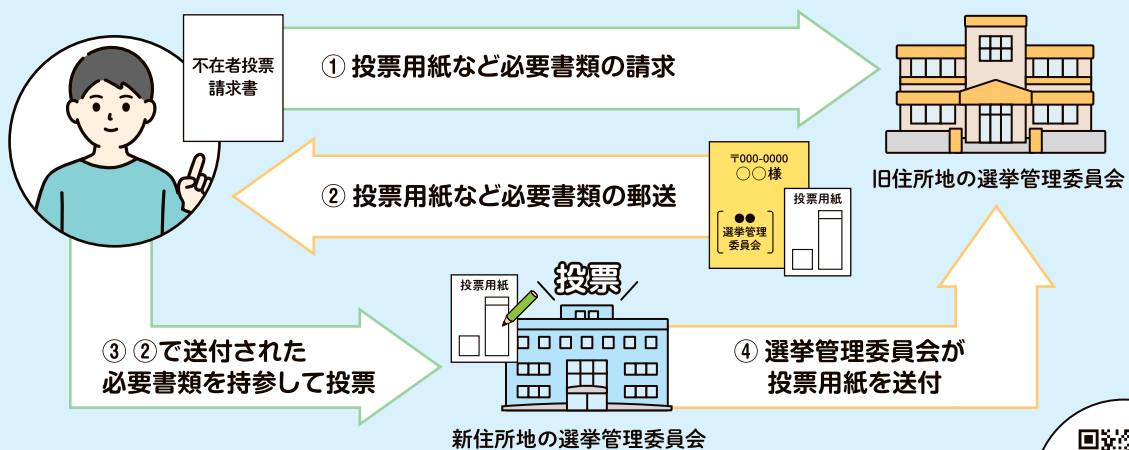 不在者投票
請求書
① 投票用紙など必要書類の請求
旧住所地の選挙管理委員会
② 投票用紙など必要書類の郵送
〒000-0000
○○様
●●
選挙管理
委員会
投票用紙
投票用紙
投票
③ ②で送付された
必要書類を持参して投票
④ 選挙管理委員会が
投票用紙を送付
新住所地の選挙管理委員会